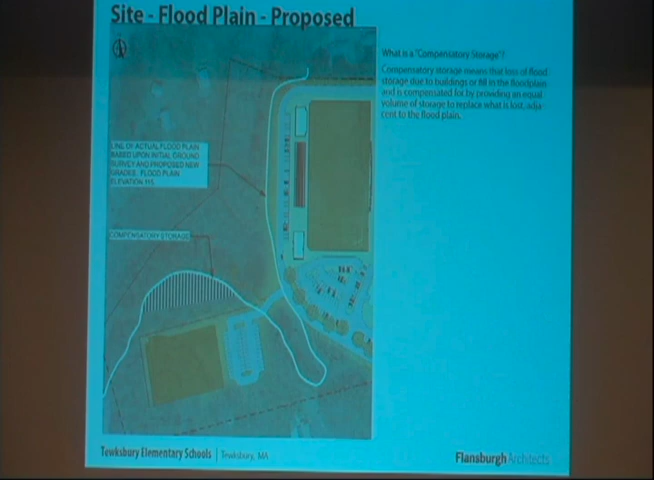 Site - Flood Plain - Proposed
What is a "Compensatory Storage"?
Compensatory storage means that loss of flood
storage due to buildings or fill in the floodplain
and is compensated for by providing an equal
volume of storage to replace what is lost, adja-
cent to the flood plain.
LINE OF ACTUAL FLOOD PLAIN
BASED UPON INITIAL GROUND
SURVEY AND PROPOSED NEW
GRADES. FLOOD PLAIN
ELEVATION 115.
COMPENSATORY STORAGE
Tewksbury Elementary Schools | Tewksbury, MA
Flansburgh Architects